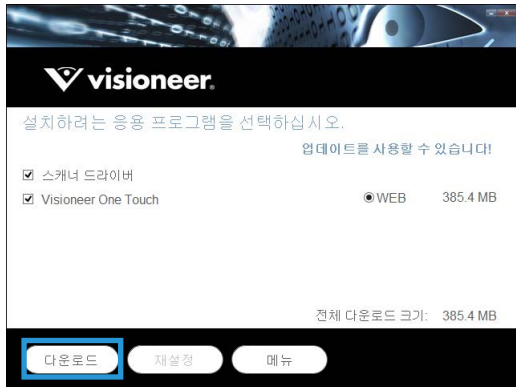 visioneer.
설치하려는 응용 프로그램을 선택하십시오.
업데이트를 사용할 수 있습니다!
스캐너 드라이버
Visioneer One Touch WEB 385.4 MB
전체 다운로드 크기: 385.4 MB
다운로드 재설정 메뉴